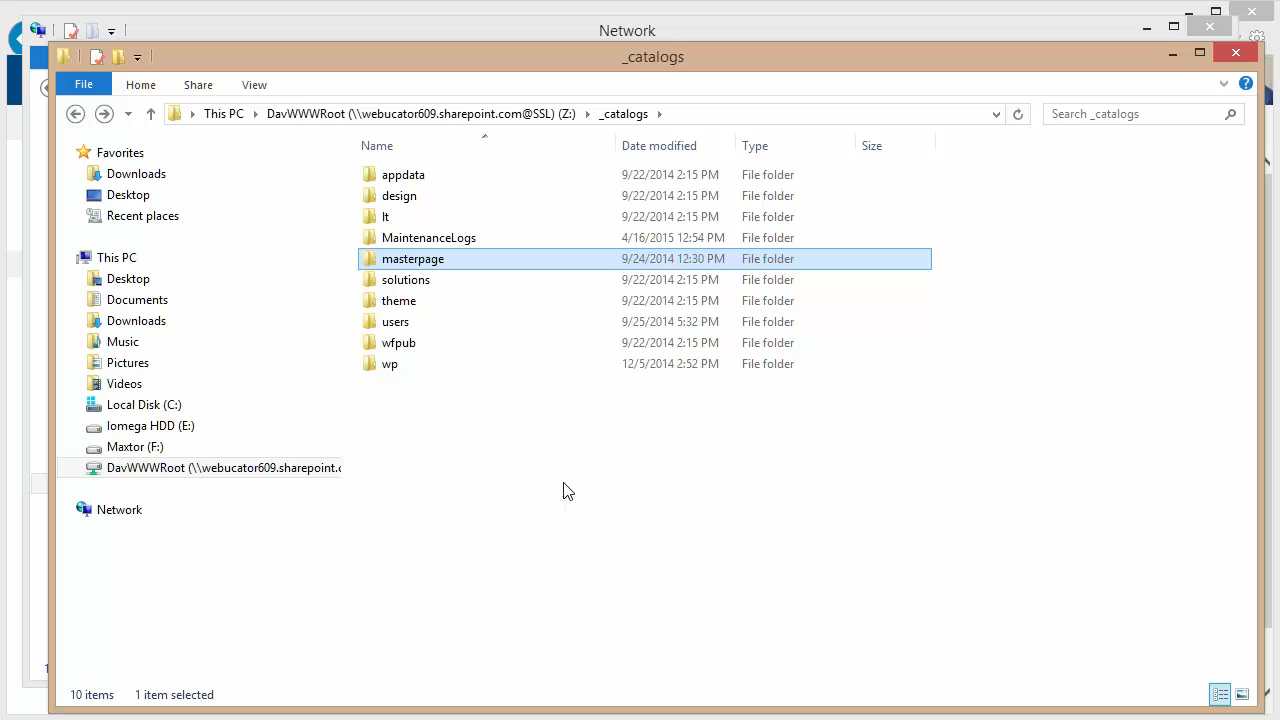 Network
_catalogs
File Home Share View
This PC DavWWWRoot (\\webucator609.sharepoint.com@SSL) (Z:) _catalogs Search _catalogs
Name Date modified Type Size
Favorites
Downloads
Desktop
Recent places
This PC
Desktop
Documents
Downloads
Music
Pictures
Videos
Local Disk (C:)
Iomega HDD (E:)
Maxtor (F:)
DavWWWRoot (\\webucator609.sharepoint.c
Network
appdata 9/22/2014 2:15 PM File folder
design 9/22/2014 2:15 PM File folder
lt 9/22/2014 2:15 PM File folder
MaintenanceLogs 4/16/2015 12:54 PM File folder
masterpage 9/24/2014 12:30 PM File folder
solutions 9/22/2014 2:15 PM File folder
theme 9/22/2014 2:15 PM File folder
users 9/25/2014 5:32 PM File folder
wfpub 9/22/2014 2:15 PM File folder
wp 12/5/2014 2:52 PM File folder
10 items 1 item selected